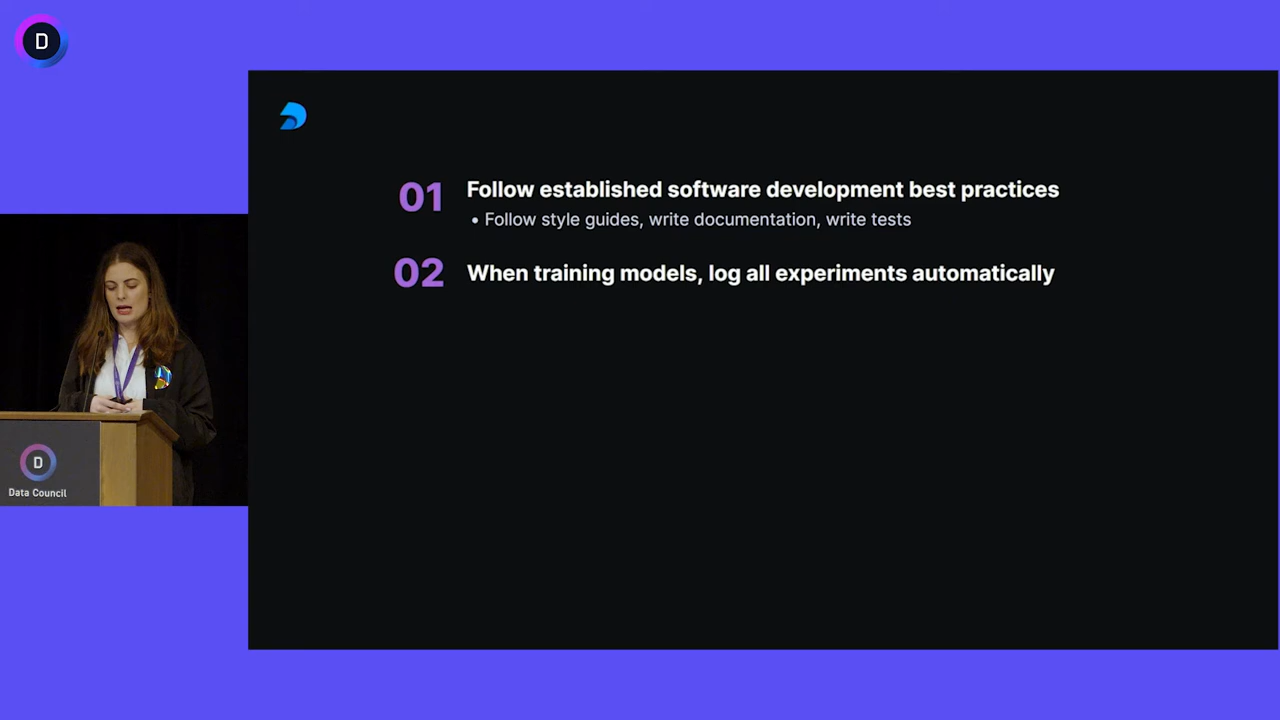 D
01 Follow established software development best practices
• Follow style guides, write documentation, write tests
02 When training models, log all experiments automatically
D
Data Council